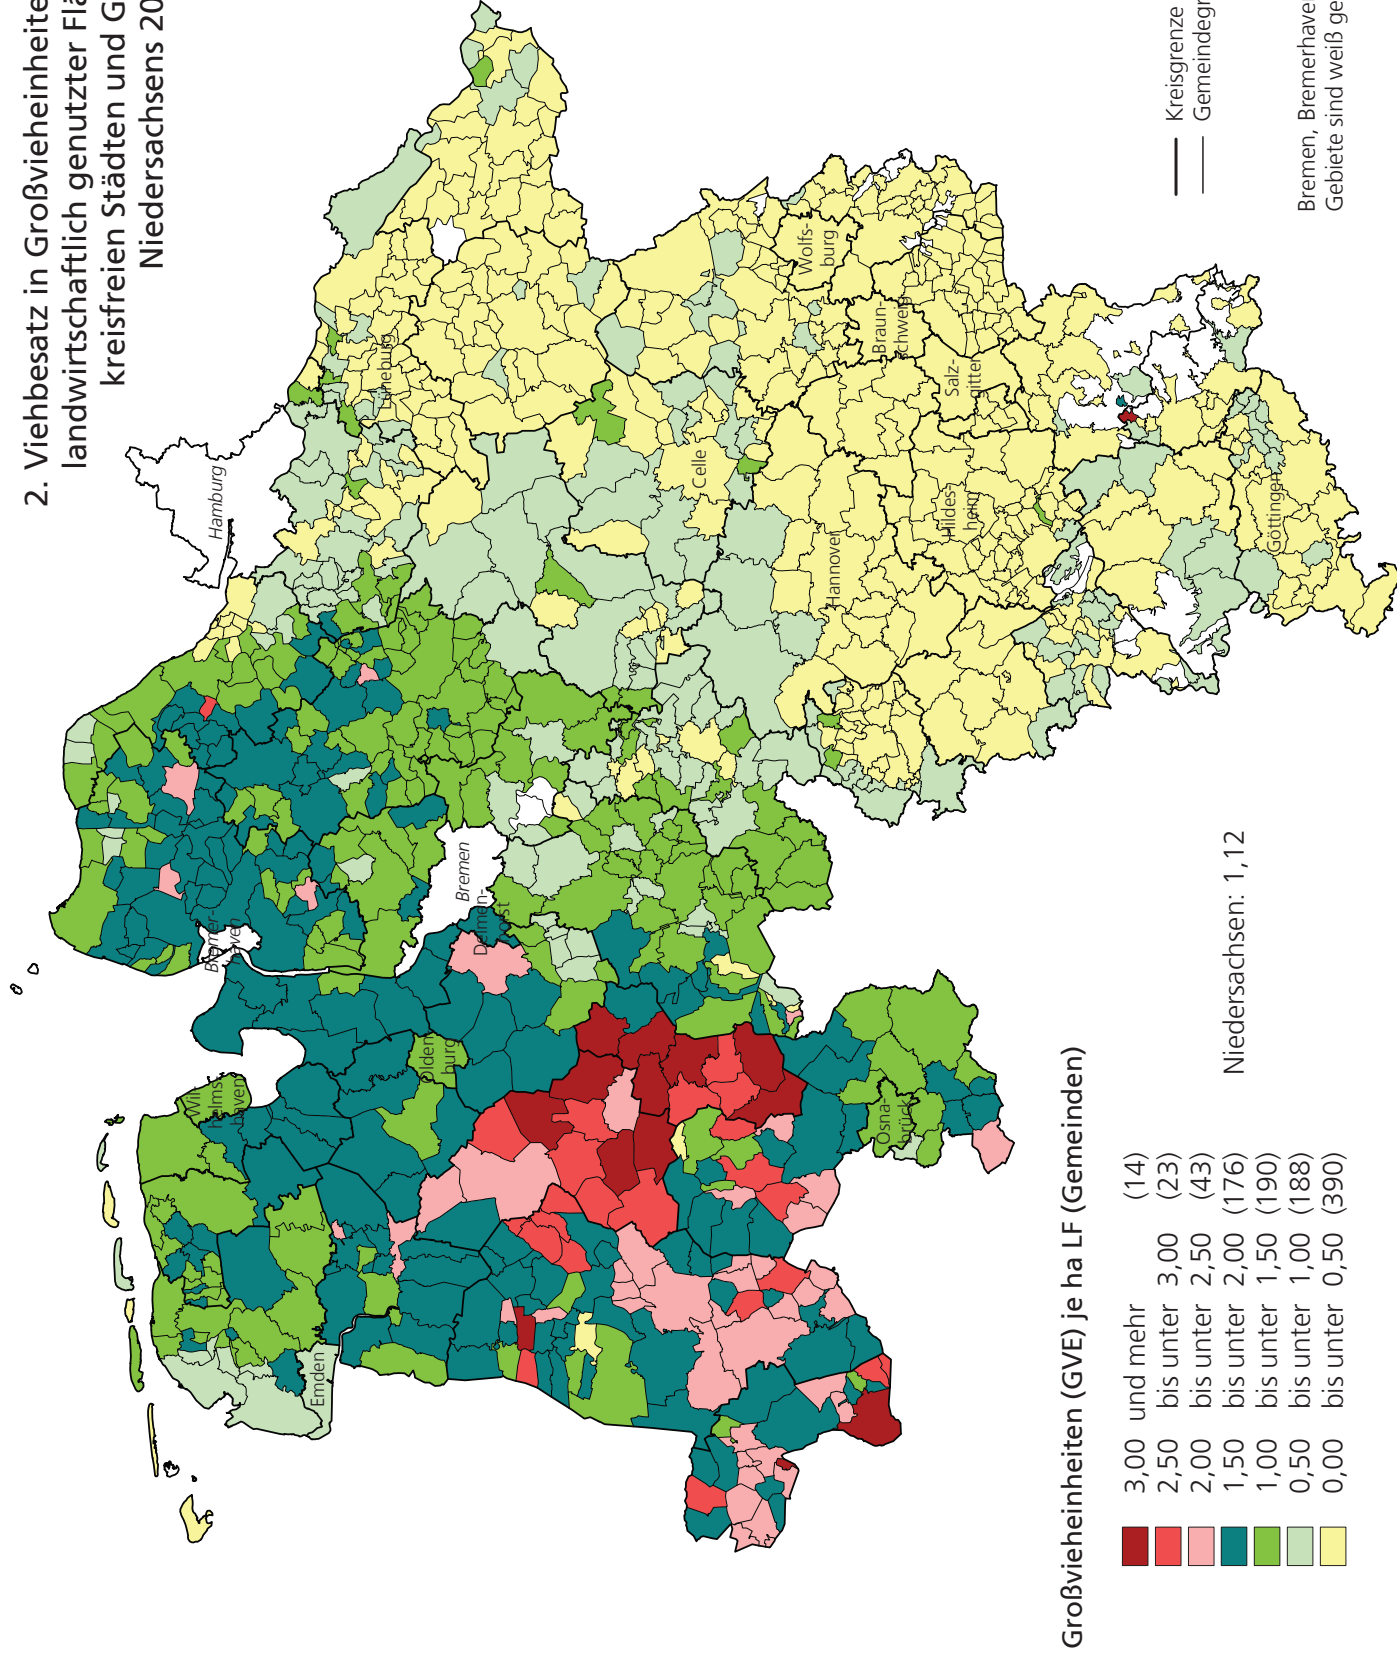 2. Viehbesatz in Großvieheinheite
landwirtschaftlich genutzter Flä
kreisfreien Städten und G
Niedersachsens 20
Hamburg
Lüneburg
Bremer-
haven
Wil-
helms-
haven
Emden
Olden-
burg
Bremen
Delmen-
horst
Celle
Wolfs-
burg
Braun-
schweig
Hannover
Hildes-
heim
Salz-
gitter
Osna-
brück
Göttingen
Großvieheinheiten (GVE) je ha LF (Gemeinden)
3,00 und mehr (14)
2,50 bis unter 3,00 (23)
2,00 bis unter 2,50 (43)
1,50 bis unter 2,00 (176)
1,00 bis unter 1,50 (190)
0,50 bis unter 1,00 (188)
0,00 bis unter 0,50 (390)
Niedersachsen: 1,12
Kreisgrenze
Gemeindegr
Bremen, Bremerhave
Gebiete sind weiß ge